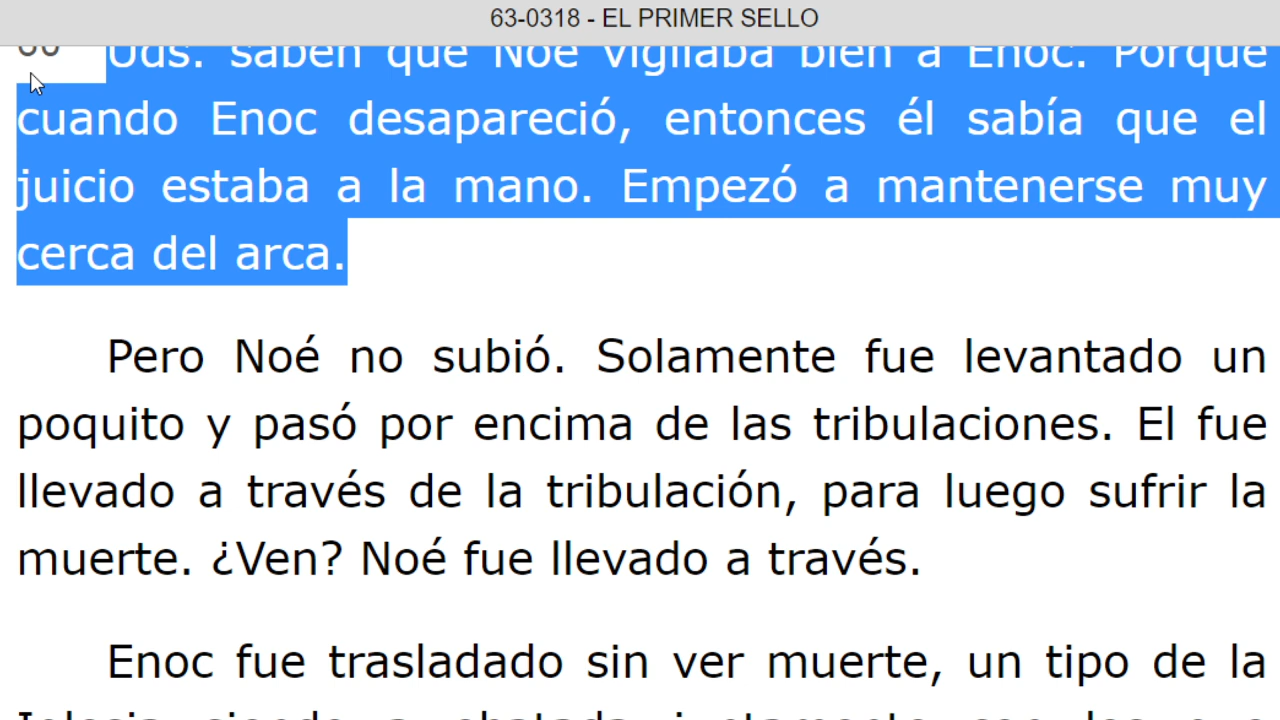 63-0318 - EL PRIMER SELLO
Uds. saben que Noé vigilaba bien a Enoc. Porque
cuando Enoc desapareció, entonces él sabía que el
juicio estaba a la mano. Empezó a mantenerse muy
cerca del arca.
Pero Noé no subió. Solamente fue levantado un
poquito y pasó por encima de las tribulaciones. El fue
llevado a través de la tribulación, para luego sufrir la
muerte. ¿Ven? Noé fue llevado a través.
Enoc fue trasladado sin ver muerte, un tipo de la